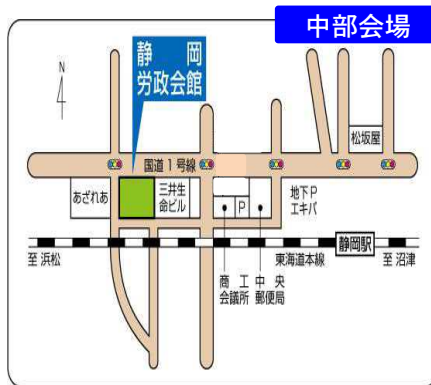 中部会場
静岡
労政会館
N
松坂屋
国道1号線
あざれあ
三井生
命ビル
P
地下P
エキパ
静岡駅
至 浜松
東海道本線
至 沼津
商工
会議所
中央
郵便局